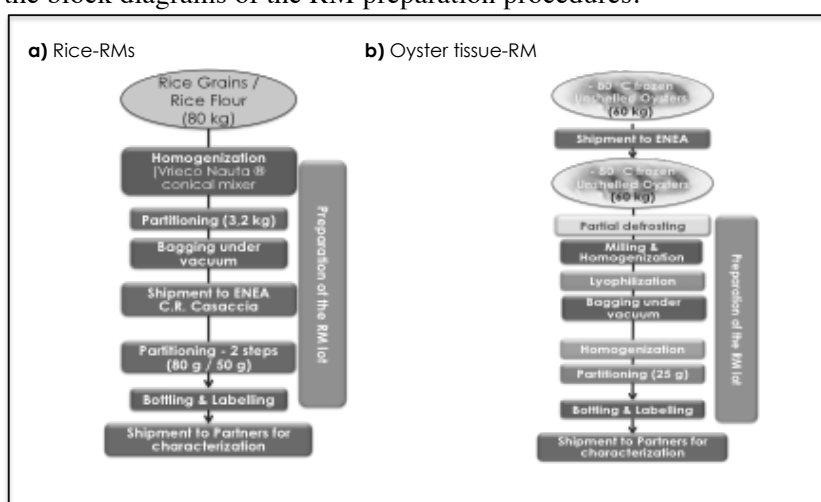 the block diagrams of the RM preparation procedures.
a) Rice-RMs
Rice Grains /
Rice Flour
(80 kg)
Homogenization
(Vrieco Nauta ®
conical mixer
Partitioning (3,2 kg)
Bagging under
vacuum
Shipment to ENEA
C.R. Casaccia
Partitioning - 2 steps
(80 g / 50 g)
Bottling & Labelling
Shipment to Partners for
characterization
Preparation of the RM lot
b) Oyster tissue-RM
- 80 °C frozen
Unshelled Oysters
(60 kg)
Shipment to ENEA
- 80 °C frozen
Unshelled Oysters
(60 kg)
Partial defrosting
Milling &
Homogenization
Lyophilization
Bagging under
vacuum
Homogenization
Partitioning (25 g)
Bottling & Labelling
Shipment to Partners for
characterization
Preparation of the RM lot